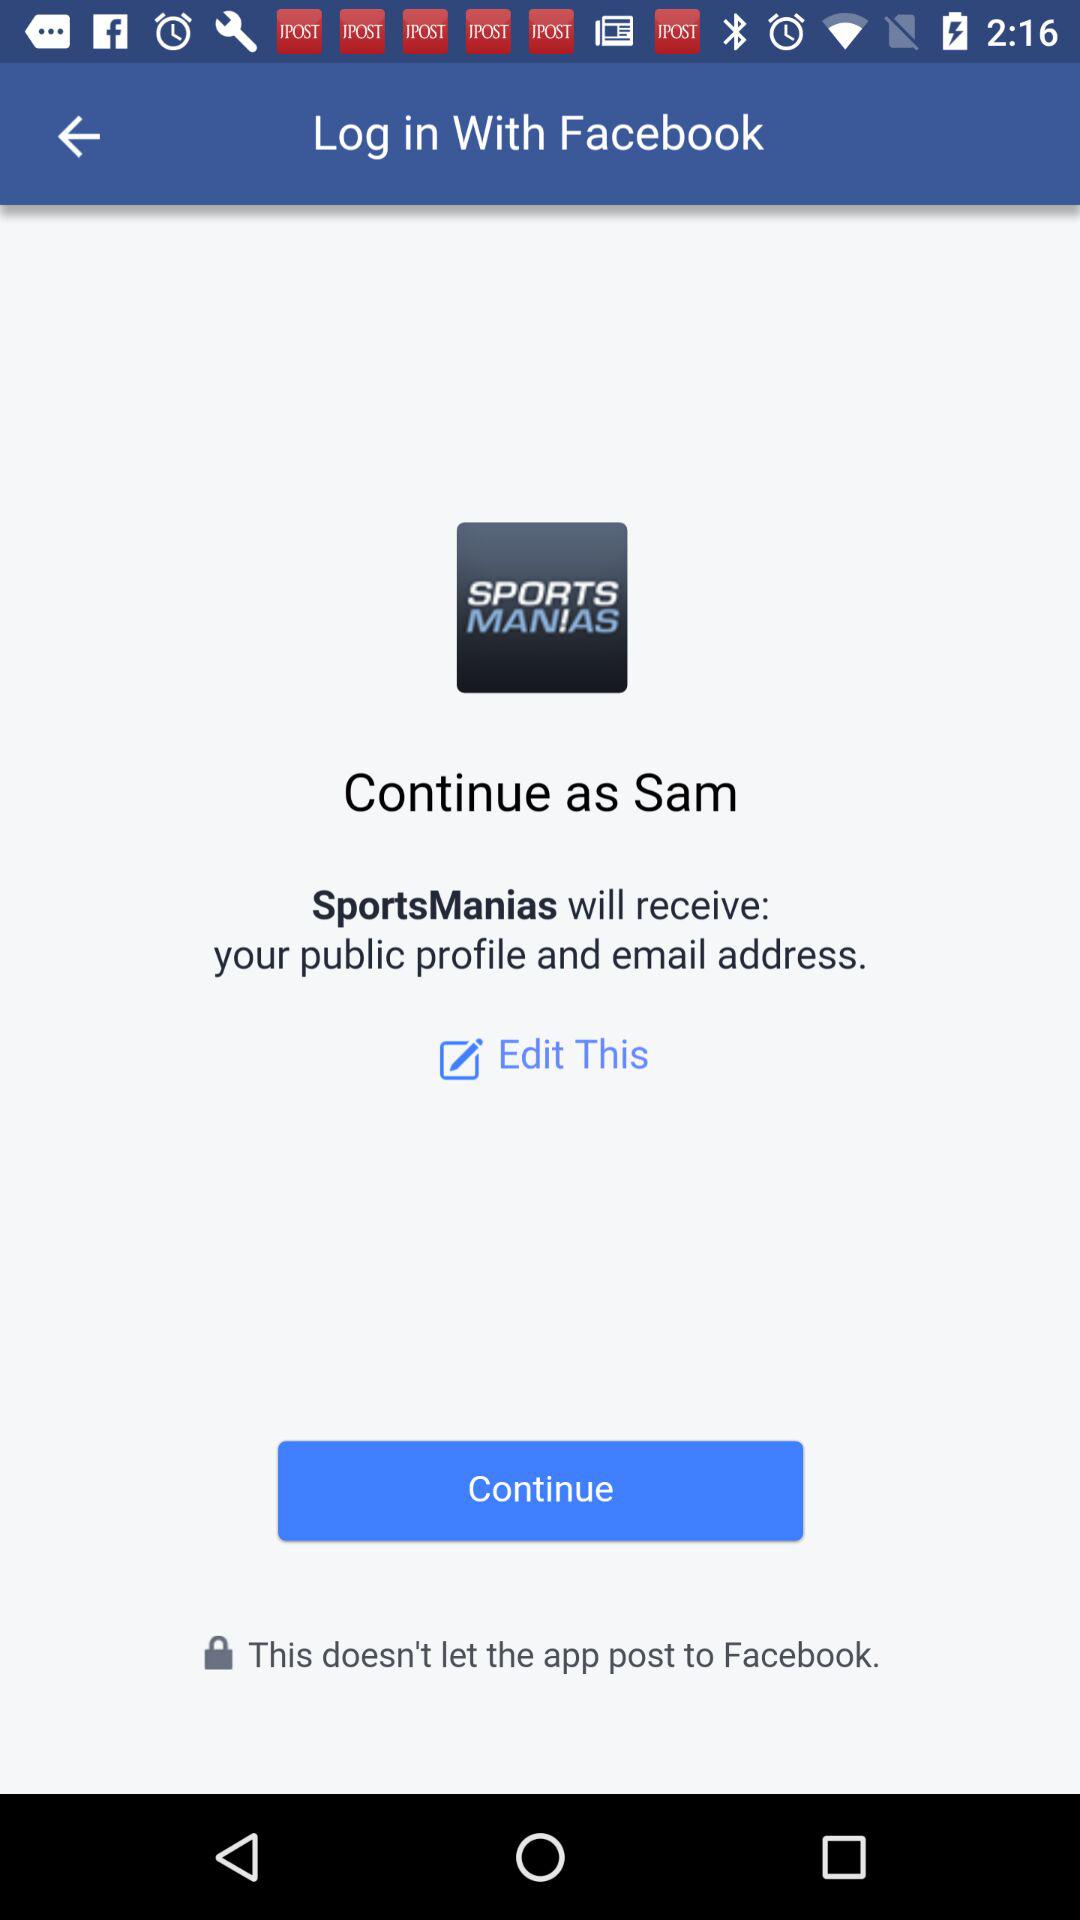 JPOST JPOST JPOST JPOST JPOST JPOST 2:16
Log in With Facebook
SPORTS
MAN!AS
Continue as Sam
SportsManias will receive:
your public profile and email address.
Edit This
Continue
This doesn't let the app post to Facebook.